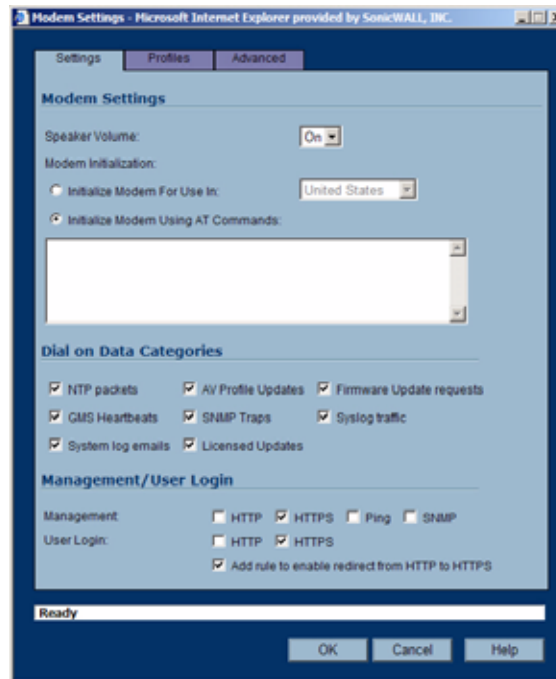 Modem Settings - Microsoft Internet Explorer provided by SonicWALL, INC.
Settings Profiles Advanced
Modem Settings
Speaker Volume: On
Modem Initialization:
Initialize Modem For Use In: United States
Initialize Modem Using AT Commands:
Dial on Data Categories
NTP packets AV Profile Updates Firmware Update requests
GMS Heartbeats SNMP Traps Syslog traffic
System log emails Licensed Updates
Management/User Login
Management: HTTP HTTPS Ping SNMP
User Login: HTTP HTTPS
Add rule to enable redirect from HTTP to HTTPS
Ready
OK Cancel Help